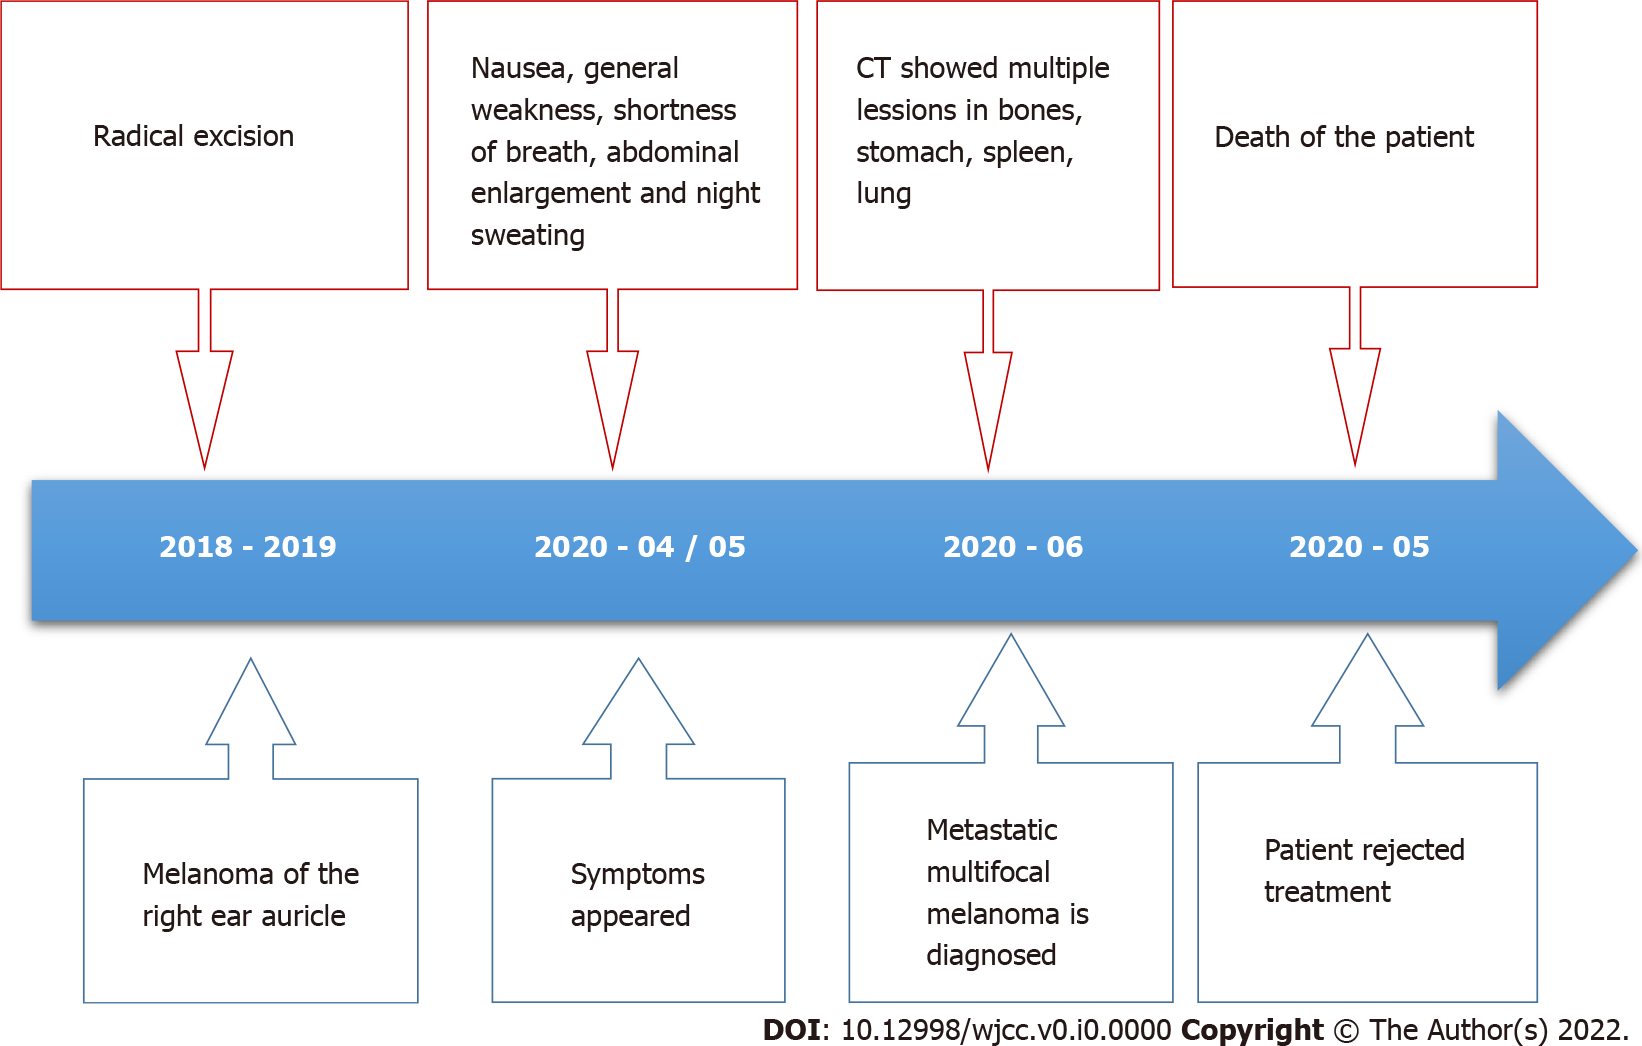 Radical excision
Nausea, general
weakness, shortness
of breath, abdominal
enlargement and night
sweating
CT showed multiple
lessions in bones,
stomach, spleen,
lung
Death of the patient
2018 - 2019
2020 - 04 / 05
2020 - 06
2020 - 05
Melanoma of the
right ear auricle
Symptoms
appeared
Metastatic
multifocal
melanoma is
diagnosed
Patient rejected
treatment
DOI: 10.12998/wjcc.v0.i0.0000 Copyright © The Author(s) 2022.